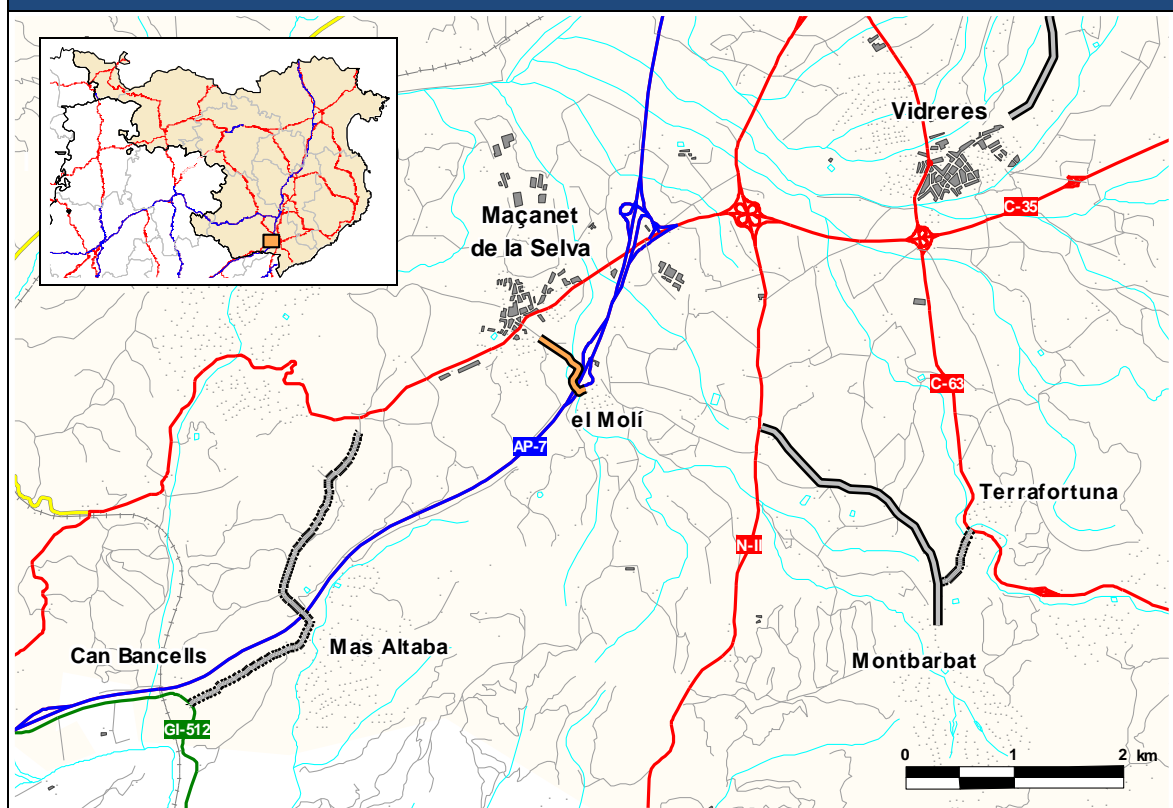 Vidreres
C-35
Maçanet
de la Selva
C-63
el Molí
AP-7
Terrafortuna
N-II
Can Bancells
Mas Altaba
Montbarbat
GI-512
0 1 2 km